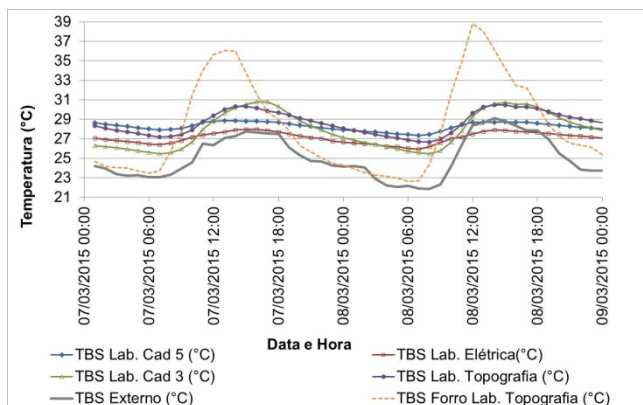 39
37
35
33
31
29
27
25
23
21
Temperatura (°C)
07/03/2015 00:00
07/03/2015 06:00
07/03/2015 12:00
07/03/2015 18:00
08/03/2015 00:00
08/03/2015 06:00
08/03/2015 12:00
08/03/2015 18:00
09/03/2015 00:00
Data e Hora
TBS Lab. Cad 5 (°C)
TBS Lab. Elétrica(°C)
TBS Lab. Cad 3 (°C)
TBS Lab. Topografia (°C)
TBS Externo (°C)
TBS Forro Lab. Topografia (°C)